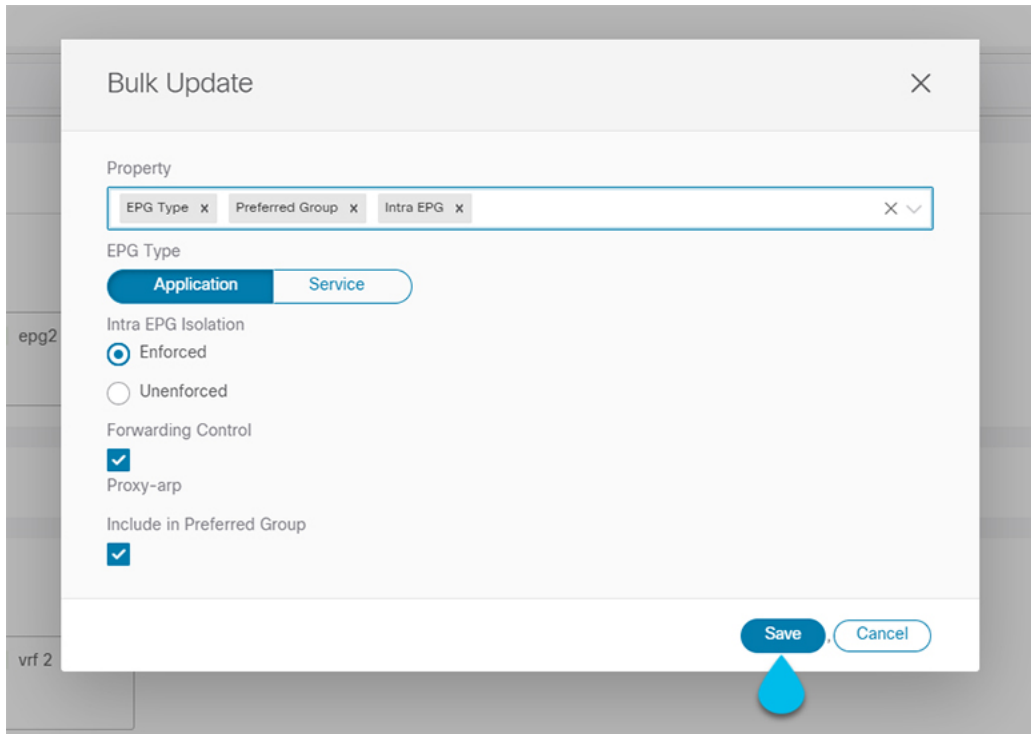 Bulk Update
Property
EPG Type x Preferred Group x Intra EPG x
EPG Type
Application Service
Intra EPG Isolation
epg2
Enforced
Unenforced
Forwarding Control
Proxy-arp
Include in Preferred Group
Save , Cancel
vrf 2